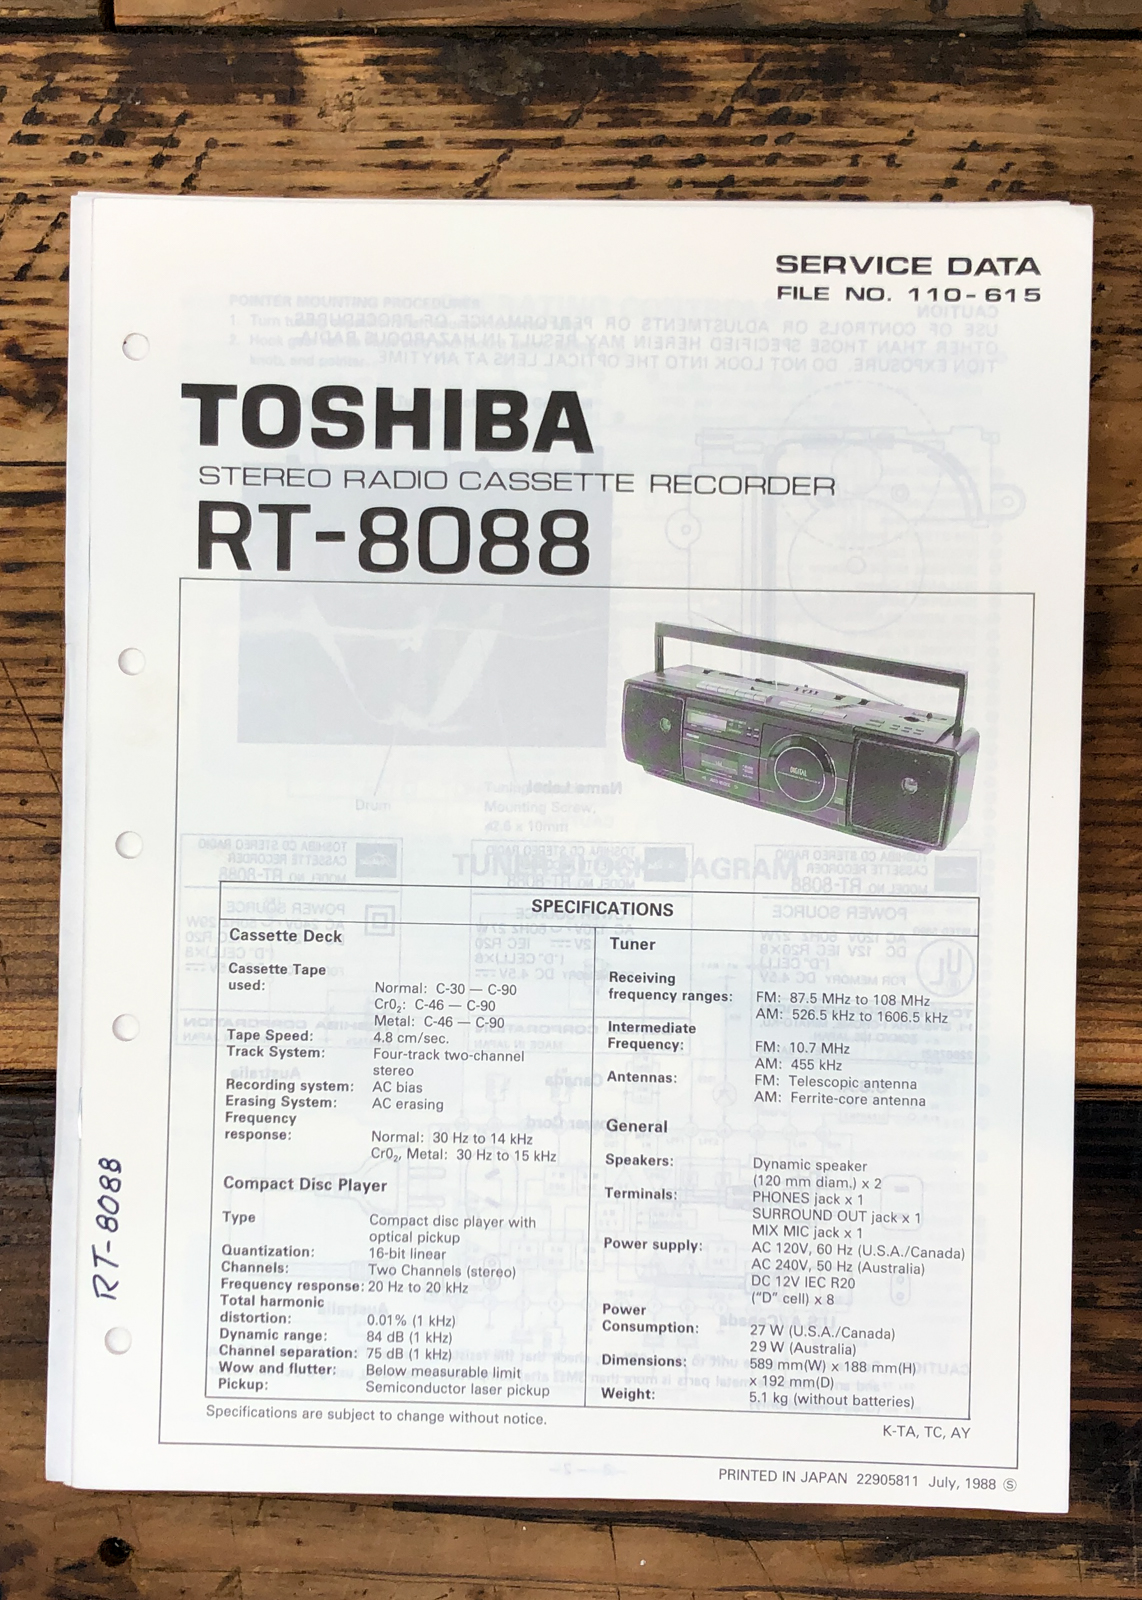 SERVICE DATA
FILE NO. 110-615
TOSHIBA
STEREO RADIO CASSETTE RECORDER
RT-8088
DIGITAL
SPECIFICATIONS
Cassette Deck
Cassette Tape
used:
Normal: C-30 — C-90
Cr0₂: C-46 — C-90
Metal: C-46 — C-90
Tape Speed: 4.8 cm/sec.
Track System: Four-track two-channel
stereo
Recording system: AC bias
Erasing System: AC erasing
Frequency
response:
Normal: 30 Hz to 14 kHz
Cr0₂, Metal: 30 Hz to 15 kHz
Compact Disc Player
Type Compact disc player with
optical pickup
Quantization: 16-bit linear
Channels: Two Channels (stereo)
Frequency response: 20 Hz to 20 kHz
Total harmonic
distortion: 0.01% (1 kHz)
Dynamic range: 84 dB (1 kHz)
Channel separation: 75 dB (1 kHz)
Wow and flutter: Below measurable limit
Pickup: Semiconductor laser pickup
Tuner
Receiving
frequency ranges: FM: 87.5 MHz to 108 MHz
AM: 526.5 kHz to 1606.5 kHz
Intermediate
Frequency: FM: 10.7 MHz
AM: 455 kHz
Antennas: FM: Telescopic antenna
AM: Ferrite-core antenna
General
Speakers: Dynamic speaker
(120 mm diam.) x 2
Terminals: PHONES jack x 1
SURROUND OUT jack x 1
MIX MIC jack x 1
Power supply: AC 120V, 60 Hz (U.S.A./Canada)
AC 240V, 50 Hz (Australia)
DC 12V IEC R20
("D" cell) x 8
Power
Consumption: 27 W (U.S.A./Canada)
29 W (Australia)
Dimensions: 589 mm(W) x 188 mm(H)
x 192 mm(D)
Weight: 5.1 kg (without batteries)
Specifications are subject to change without notice.
K-TA, TC, AY
PRINTED IN JAPAN 22905811 July, 1988 Ⓢ
RT-8088